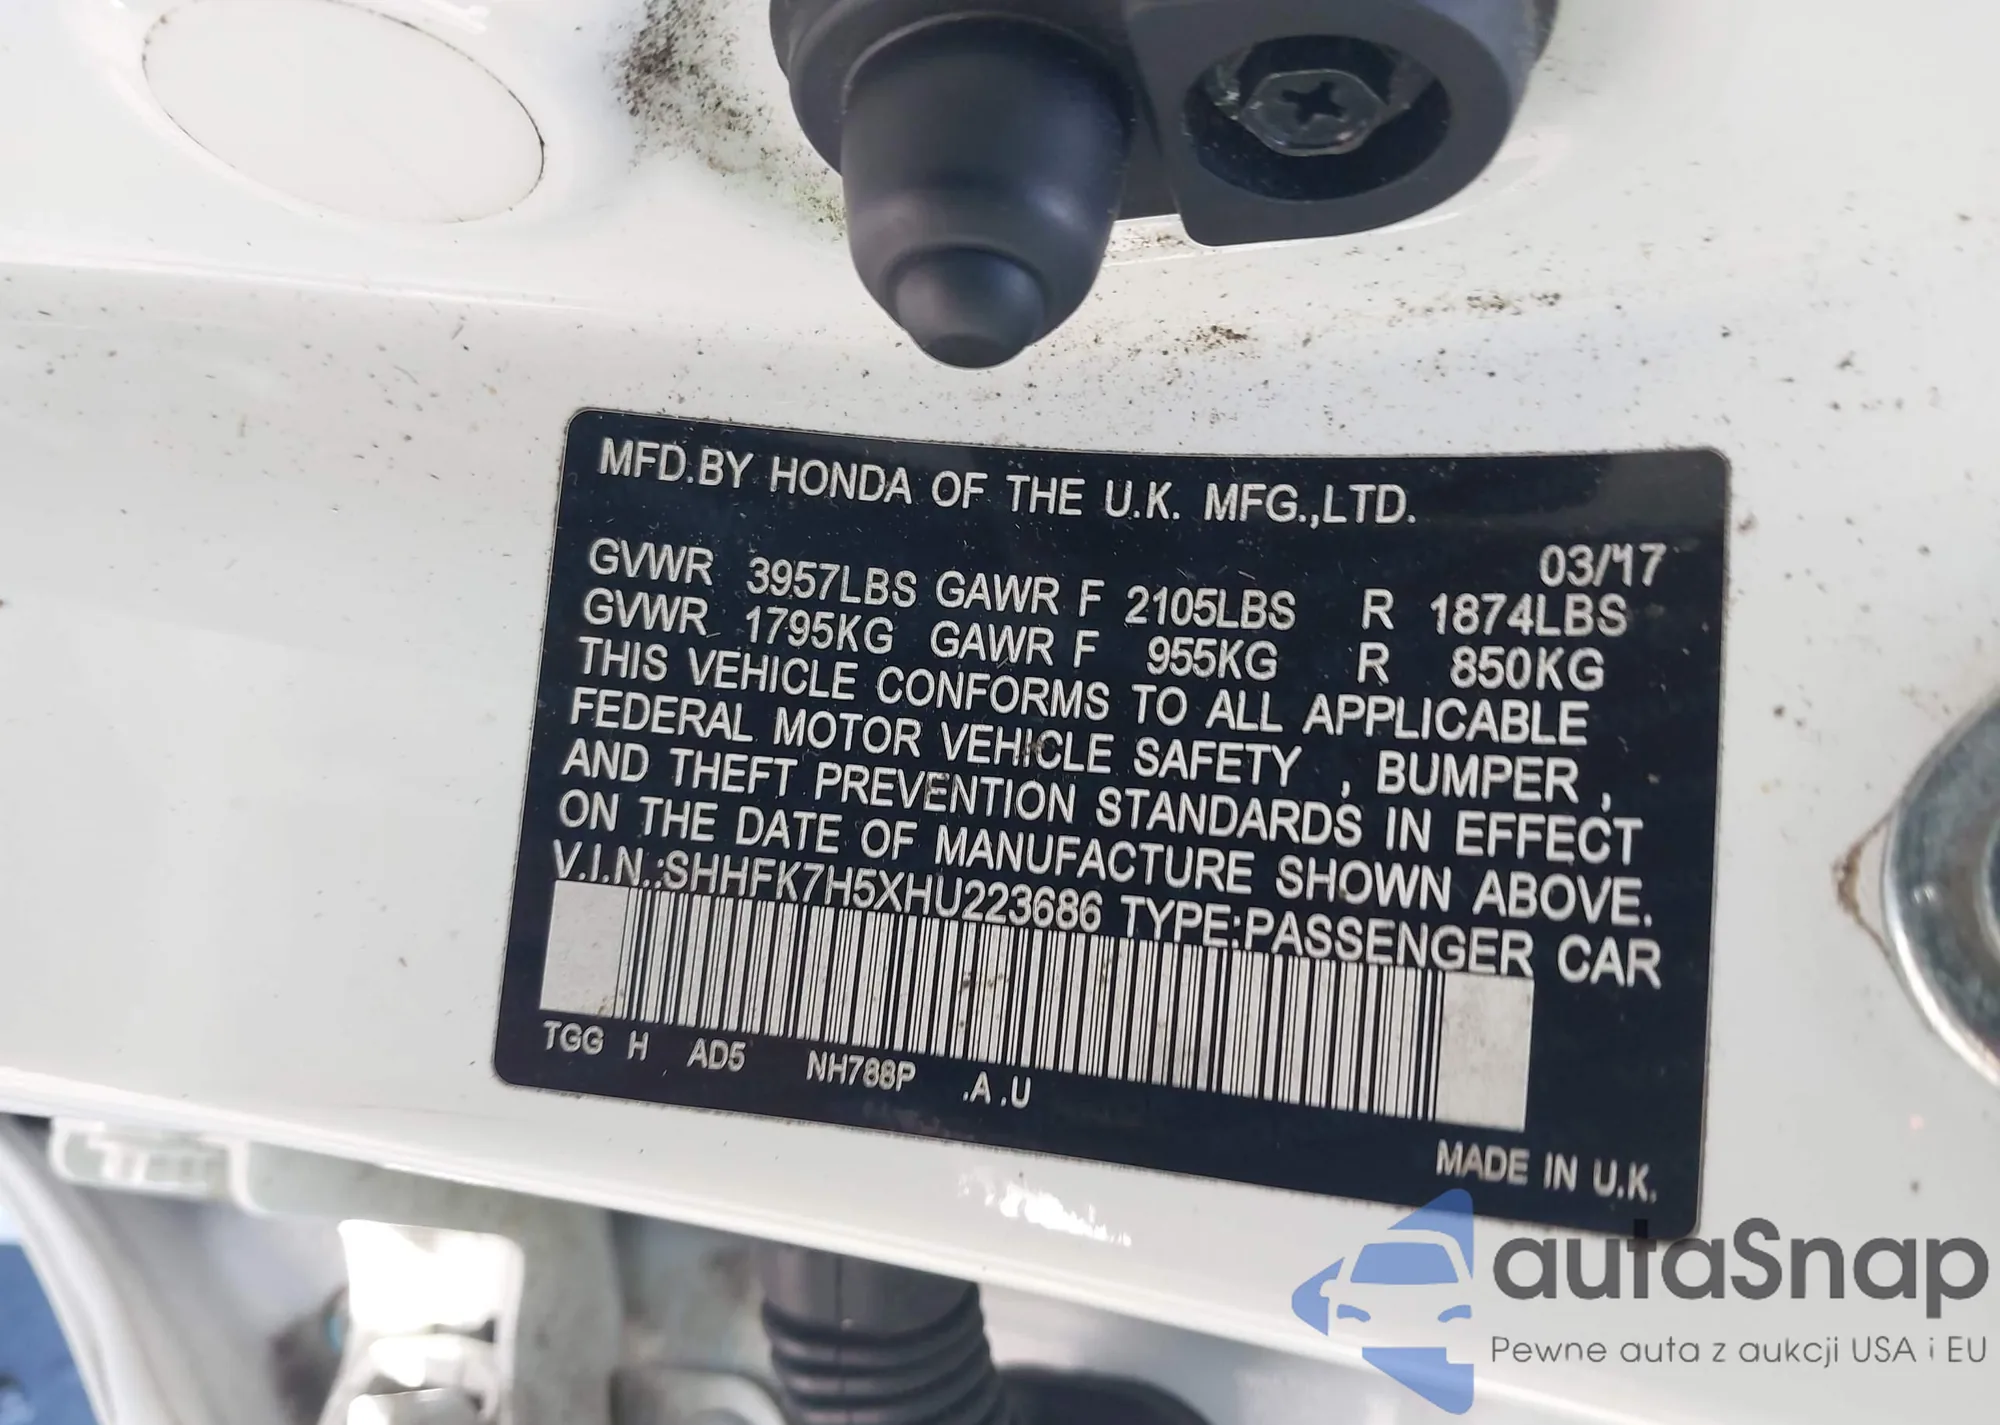 MFD.BY HONDA OF THE U.K. MFG.,LTD.
03/17
GVWR 3957LBS GAWR F 2105LBS R 1874LBS
GVWR 1795KG GAWR F 955KG R 850KG
THIS VEHICLE CONFORMS TO ALL APPLICABLE
FEDERAL MOTOR VEHICLE SAFETY , BUMPER ,
AND THEFT PREVENTION STANDARDS IN EFFECT
ON THE DATE OF MANUFACTURE SHOWN ABOVE.
V.I.N.:SHHFK7H5XHU223686 TYPE:PASSENGER CAR
TGG H AD5 NH788P .A .U
MADE IN U.K.
autaSnap
Pewne auta z aukcji USA i EU